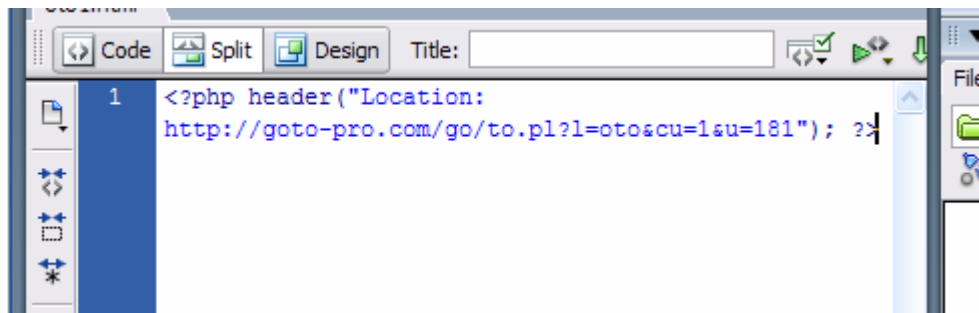 Code Split Design Title:
File
1 <?php header("Location:
http://goto-pro.com/go/to.pl?l=oto&cu=1&u=181"); ?>